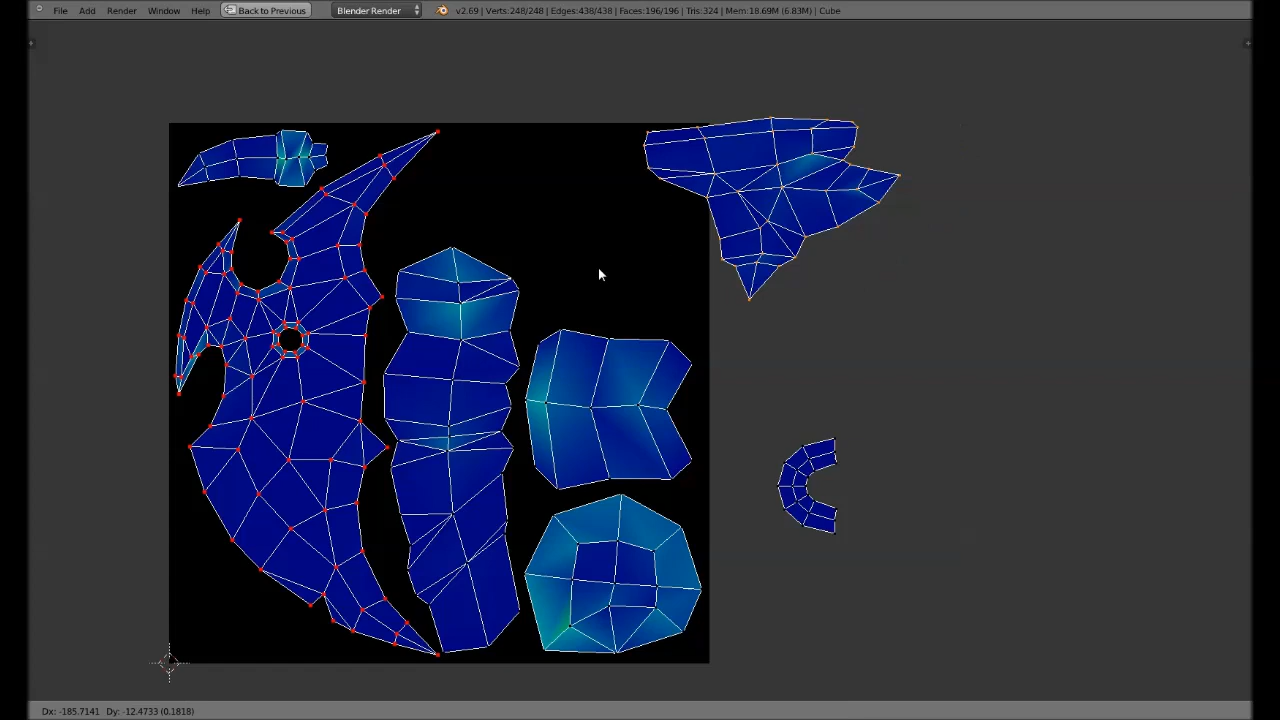 File Add Render Window Help Back to Previous Blender Render v2.69 | Verts:248/248 | Edges:438/438 | Faces:196/196 | Tris:324 | Mem:18.69M (6.83M) | Cube
Dx: -185.7141 Dy: -12.4733 (0.1818)